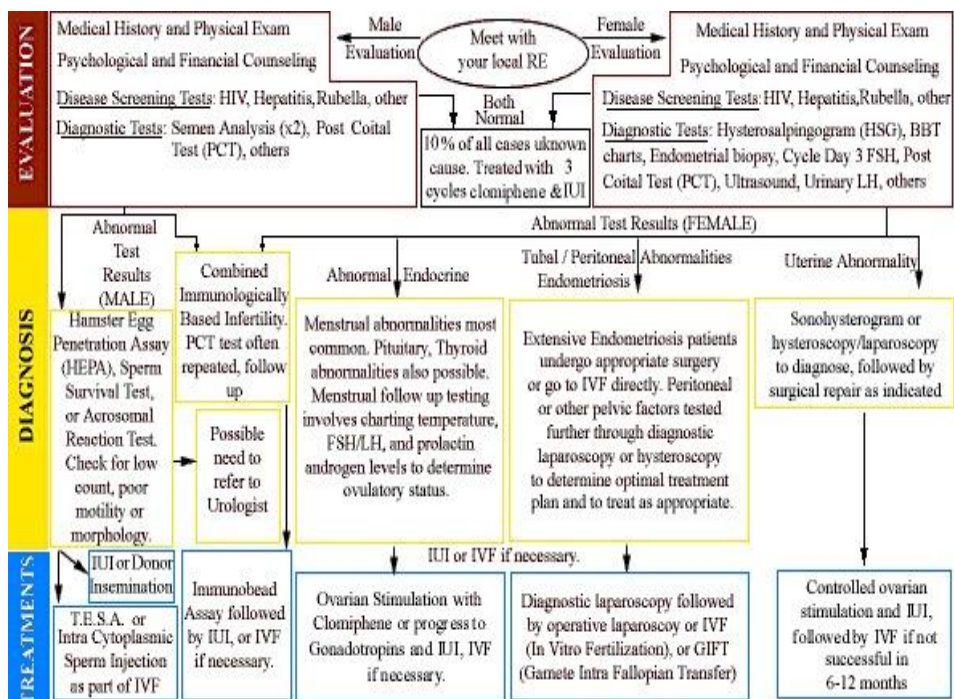 EVALUATION
Medical History and Physical Exam
Psychological and Financial Counseling
Disease Screening Tests: HIV, Hepatitis,Rubella, other
Diagnostic Tests: Semen Analysis (x2), Post Coital
Test (PCT), others
Male
Evaluation
Meet with
your local RE
Female
Evaluation
Both
Normal
10% of all cases uknown
cause. Treated with 3
cycles clomiphene & IUI
Medical History and Physical Exam
Psychological and Financial Counseling
Disease Screening Tests: HIV, Hepatitis,Rubella, other
Diagnostic Tests: Hysterosalpingogram (HSG), BBT
charts, Endometrial biopsy, Cycle Day 3 FSH, Post
Coital Test (PCT), Ultrasound, Urinary LH, others
DIAGNOSIS
Abnormal
Test
Results
(MALE)
Hamster Egg
Penetration Assay
(HEPA), Sperm
Survival Test,
or Acrosomal
Reaction Test.
Check for low
count, poor
motility or
morphology.
Combined
Immunologically
Based Infertility.
PCT test often
repeated, follow
up
Possible
need to
refer to
Urologist
Abnormal Test Results (FEMALE)
Abnormal Endocrine
Menstrual abnormalities most
common. Pituitary, Thyroid
abnormalities also possible.
Menstrual follow up testing
involves charting temperature,
FSH/LH, and prolactin
androgen levels to determine
ovulatory status.
Tubal / Peritoneal Abnormalities
Endometriosis
Extensive Endometriosis patients
undergo appropriate surgery
or go to IVF directly. Peritoneal
or other pelvic factors tested
further through diagnostic
laparoscopy or hysteroscopy
to determine optimal treatment
plan and to treat as appropriate.
Uterine Abnormality
Sonohysterogram or
hysteroscopy/laparoscopy
to diagnose, followed by
surgical repair as indicated
TREATMENTS
IUI or Donor
Insemination
T.E.S.A. or
Intra Cytoplasmic
Sperm Injection
as part of IVF
Immunobead
Assay followed
by IUI, or IVF
if necessary.
IUI or IVF if necessary.
Ovarian Stimulation with
Clomiphene or progress to
Gonadotropins and IUI, IVF
if necessary.
Diagnostic laparoscopy followed
by operative laparoscoy or IVF
(In Vitro Fertilization), or GIFT
(Gamete Intra Fallopian Transfer)
Controlled ovarian
stimulation and IUI,
followed by IVF if not
successful in
6-12 months